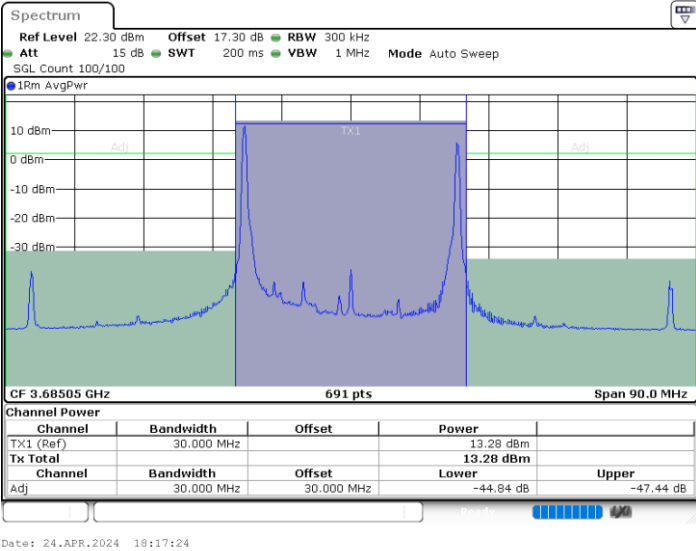 Spectrum
Ref Level 22.30 dBm Offset 17.30 dB RBW 300 kHz
Att 15 dB SWT 200 ms VBW 1 MHz Mode Auto Sweep
SGL Count 100/100
1Rm AvgPwr
10 dBm
Adj TX1 Adj
0 dBm
-10 dBm
-20 dBm
-30 dBm
CF 3.68505 GHz 691 pts Span 90.0 MHz
Channel Power
Channel Bandwidth Offset Power
TX1 (Ref) 30.000 MHz 13.28 dBm
Tx Total 13.28 dBm
Channel Bandwidth Offset Lower Upper
Adj 30.000 MHz 30.000 MHz -44.84 dB -47.44 dB
Ready
Date: 24.APR.2024 18:17:24